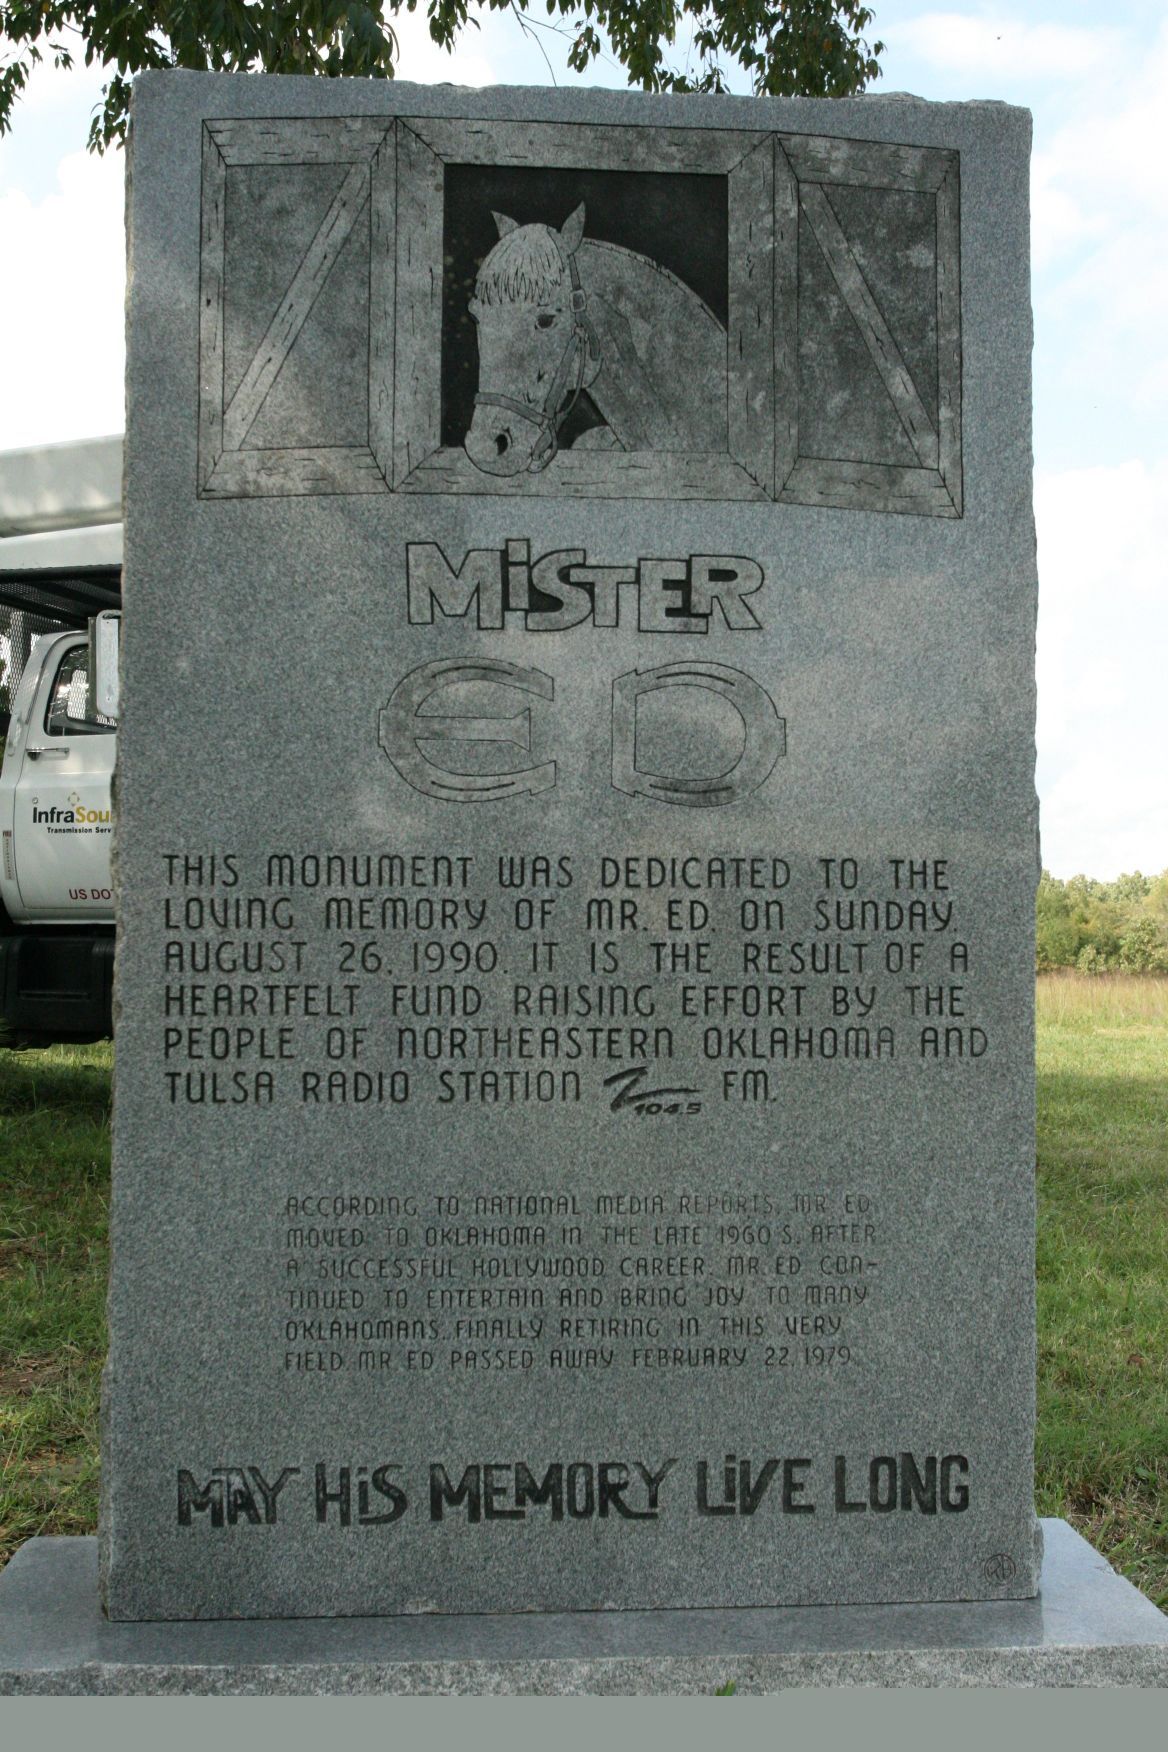 MiSTER
ED
THIS MONUMENT WAS DEDICATED TO THE
LOVING MEMORY OF MR. ED. ON SUNDAY.
AUGUST 26. 1990. IT IS THE RESULT OF A
HEARTFELT FUND RAISING EFFORT BY THE
PEOPLE OF NORTHEASTERN OKLAHOMA AND
TULSA RADIO STATION Z 104.5 FM.
ACCORDING TO NATIONAL MEDIA REPORTS, MR. ED
MOVED TO OKLAHOMA IN THE LATE 1960'S, AFTER
A SUCCESSFUL HOLLYWOOD CAREER. MR. ED CON-
TINUED TO ENTERTAIN AND BRING JOY TO MANY
OKLAHOMANS, FINALLY RETIRING IN THIS VERY
FIELD. MR. ED PASSED AWAY FEBRUARY 22, 1979.
MAY HiS MEMORY LiVE LONG
InfraSou
Transmission Serv
US DOT